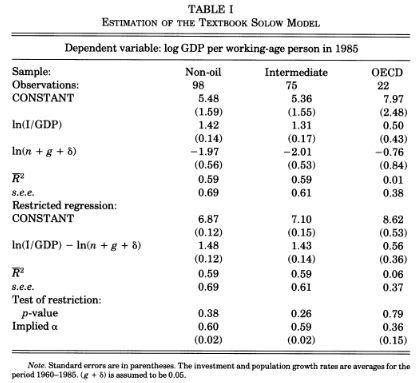 TABLE I
ESTIMATION OF THE TEXTBOOK SOLOW MODEL
Dependent variable: log GDP per working-age person in 1985
Sample: Non-oil Intermediate OECD
Observations: 98 75 22
CONSTANT 5.48 5.36 7.97
(1.59) (1.55) (2.48)
ln(I/GDP) 1.42 1.31 0.50
(0.14) (0.17) (0.43)
ln(n + g + δ) −1.97 −2.01 −0.76
(0.56) (0.53) (0.84)
R̄² 0.59 0.59 0.01
s.e.e. 0.69 0.61 0.38
Restricted regression:
CONSTANT 6.87 7.10 8.62
(0.12) (0.15) (0.53)
ln(I/GDP) − ln(n + g + δ) 1.48 1.43 0.56
(0.12) (0.14) (0.36)
R̄² 0.59 0.59 0.06
s.e.e. 0.69 0.61 0.37
Test of restriction:
p-value 0.38 0.26 0.79
Implied α 0.60 0.59 0.36
(0.02) (0.02) (0.15)
Note. Standard errors are in parentheses. The investment and population growth rates are averages for the
period 1960–1985. (g + δ) is assumed to be 0.05.